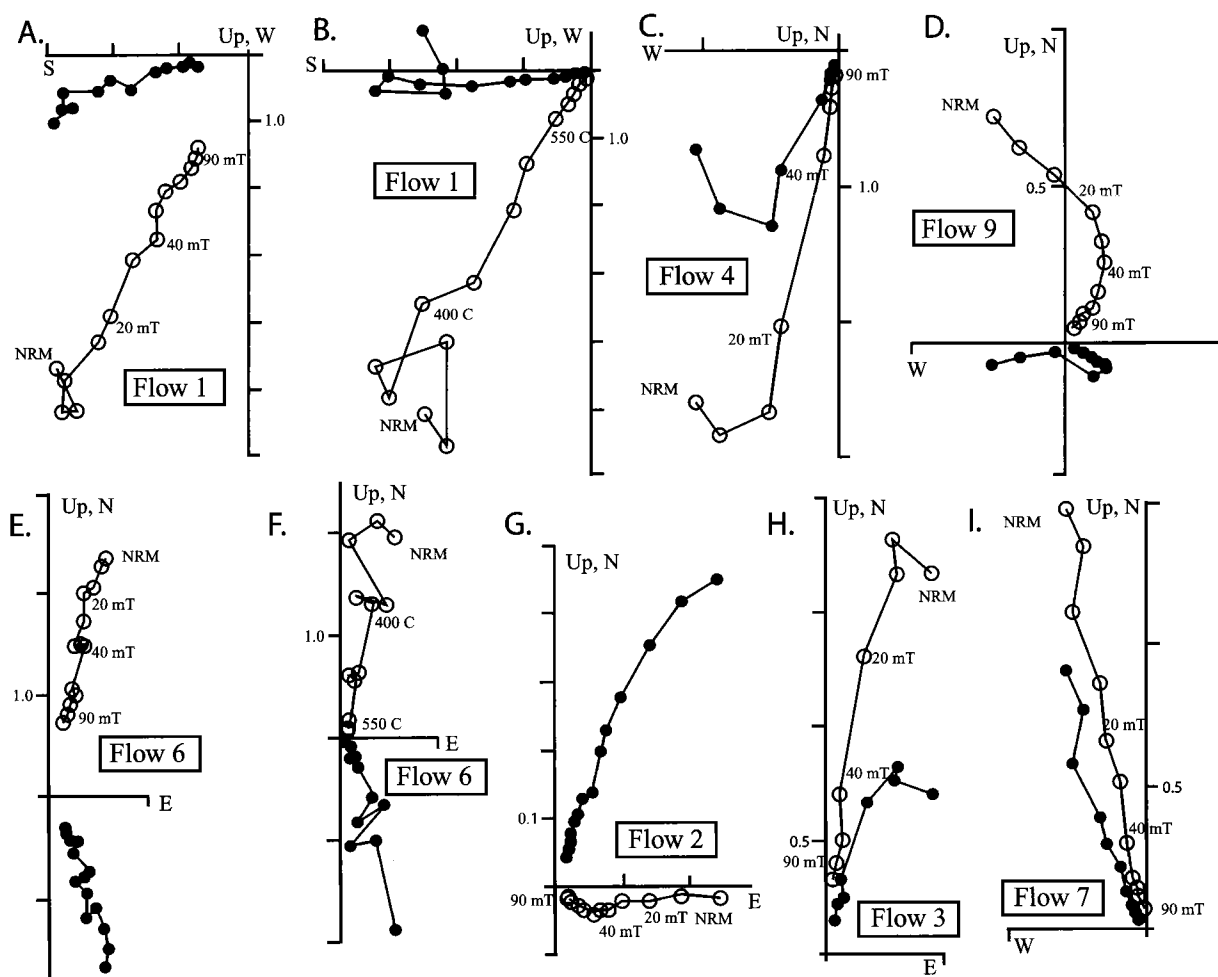 A.
Up, W
S
1.0
90 mT
40 mT
20 mT
NRM
Flow 1
B.
Up, W
S
550 C
1.0
Flow 1
400 C
NRM
C.
Up, N
W
90 mT
40 mT
1.0
Flow 4
20 mT
NRM
D.
Up, N
NRM
0.5
20 mT
Flow 9
40 mT
90 mT
W
E.
Up, N
NRM
20 mT
40 mT
1.0
90 mT
Flow 6
E
F.
Up, N
NRM
400 C
1.0
550 C
E
Flow 6
G.
Up, N
0.1
Flow 2
90 mT
E
40 mT
20 mT
NRM
H.
Up, N
NRM
20 mT
40 mT
0.5
90 mT
Flow 3
E
I.
Up, N
NRM
20 mT
0.5
40 mT
Flow 7
90 mT
W